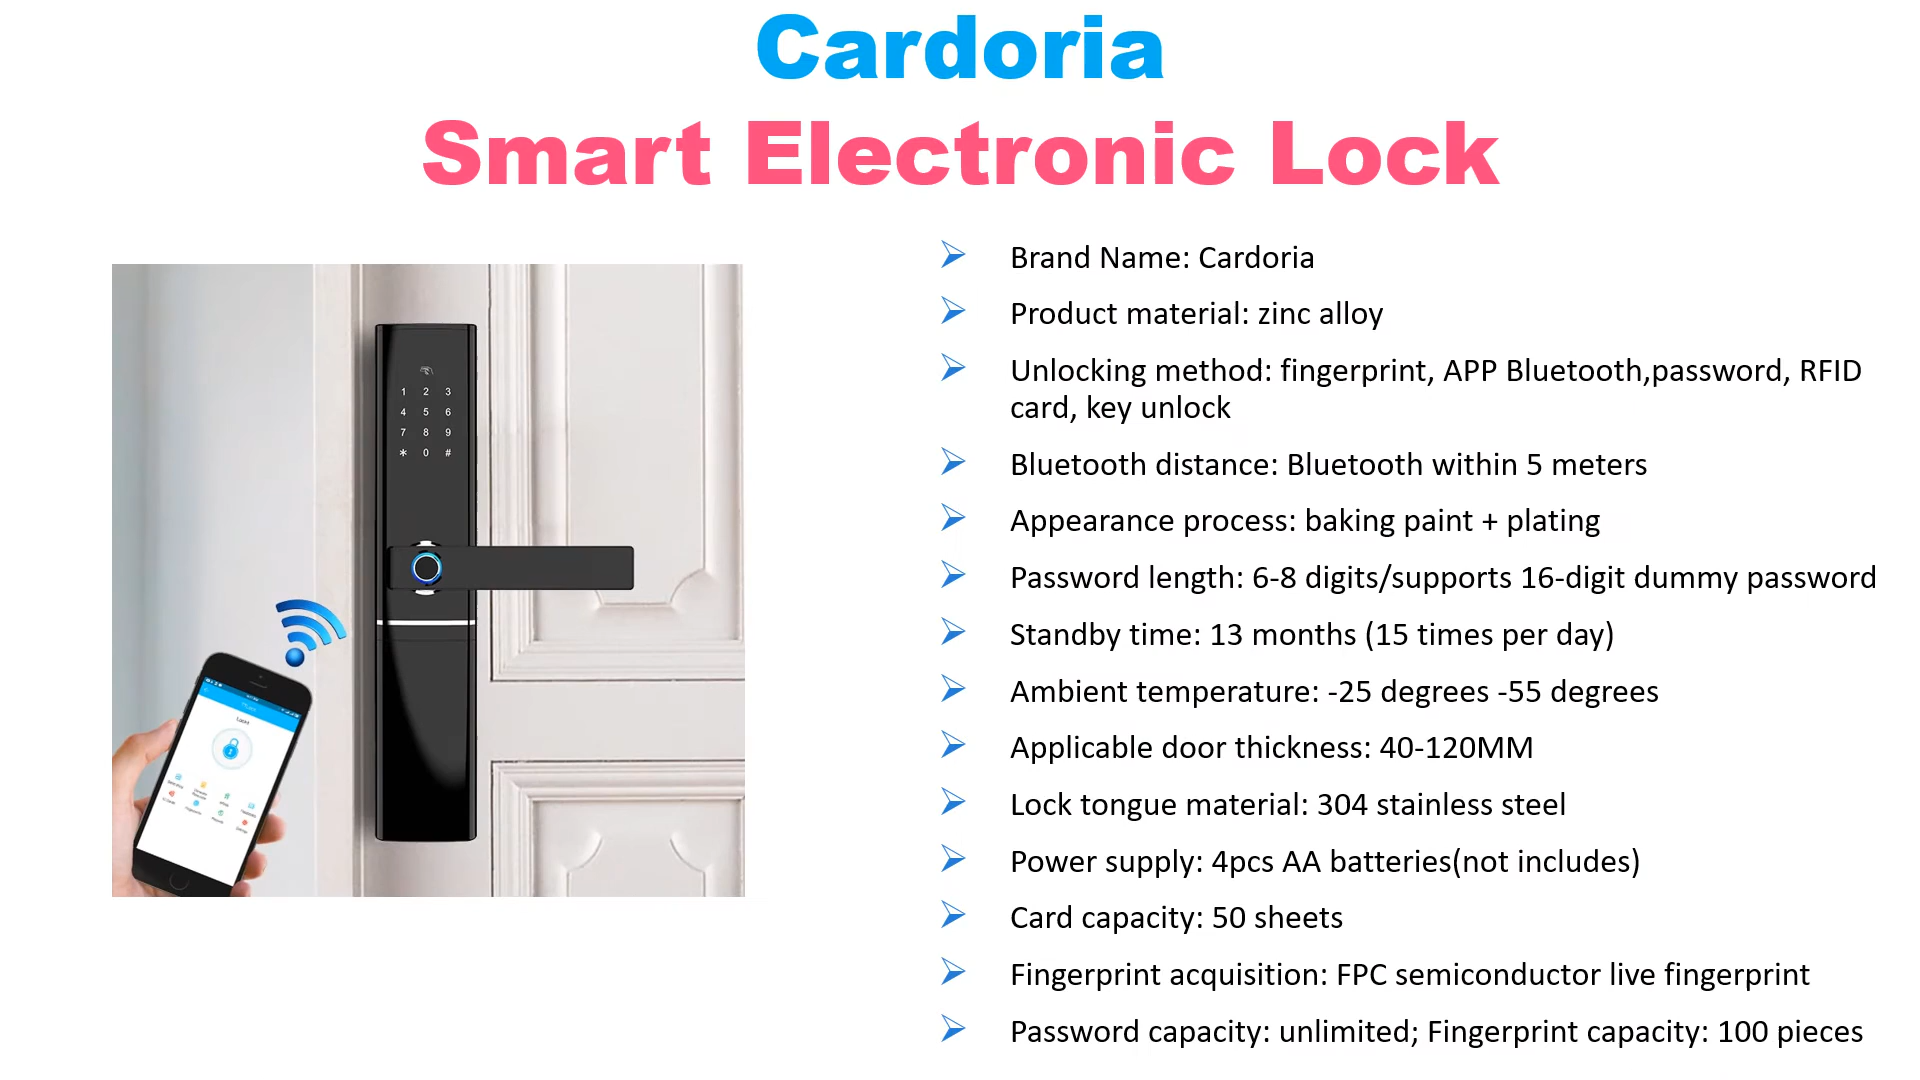 Cardoria
Smart Electronic Lock
Brand Name: Cardoria
Product material: zinc alloy
Unlocking method: fingerprint, APP Bluetooth,password, RFID
card, key unlock
Bluetooth distance: Bluetooth within 5 meters
Appearance process: baking paint + plating
Password length: 6-8 digits/supports 16-digit dummy password
Standby time: 13 months (15 times per day)
Ambient temperature: -25 degrees -55 degrees
Applicable door thickness: 40-120MM
Lock tongue material: 304 stainless steel
Power supply: 4pcs AA batteries(not includes)
Card capacity: 50 sheets
Fingerprint acquisition: FPC semiconductor live fingerprint
Password capacity: unlimited; Fingerprint capacity: 100 pieces
1 2 3
4 5 6
7 8 9
* 0 #